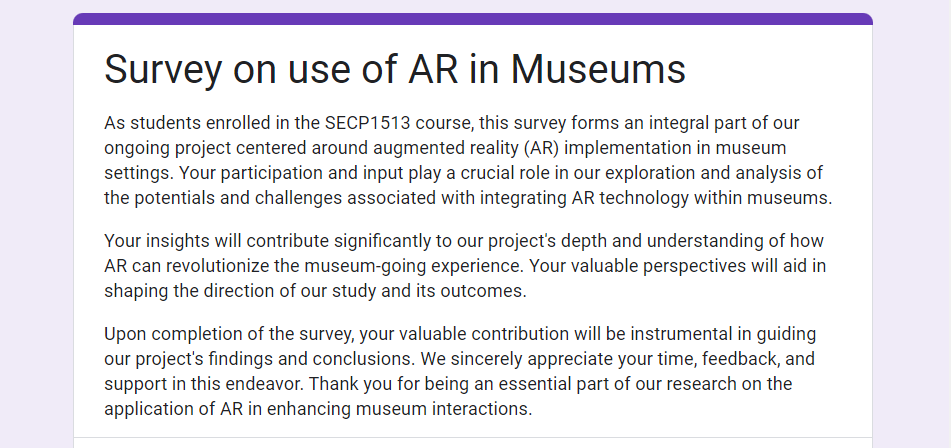 Survey on use of AR in Museums
As students enrolled in the SECP1513 course, this survey forms an integral part of our
ongoing project centered around augmented reality (AR) implementation in museum
settings. Your participation and input play a crucial role in our exploration and analysis of
the potentials and challenges associated with integrating AR technology within museums.
Your insights will contribute significantly to our project's depth and understanding of how
AR can revolutionize the museum-going experience. Your valuable perspectives will aid in
shaping the direction of our study and its outcomes.
Upon completion of the survey, your valuable contribution will be instrumental in guiding
our project's findings and conclusions. We sincerely appreciate your time, feedback, and
support in this endeavor. Thank you for being an essential part of our research on the
application of AR in enhancing museum interactions.